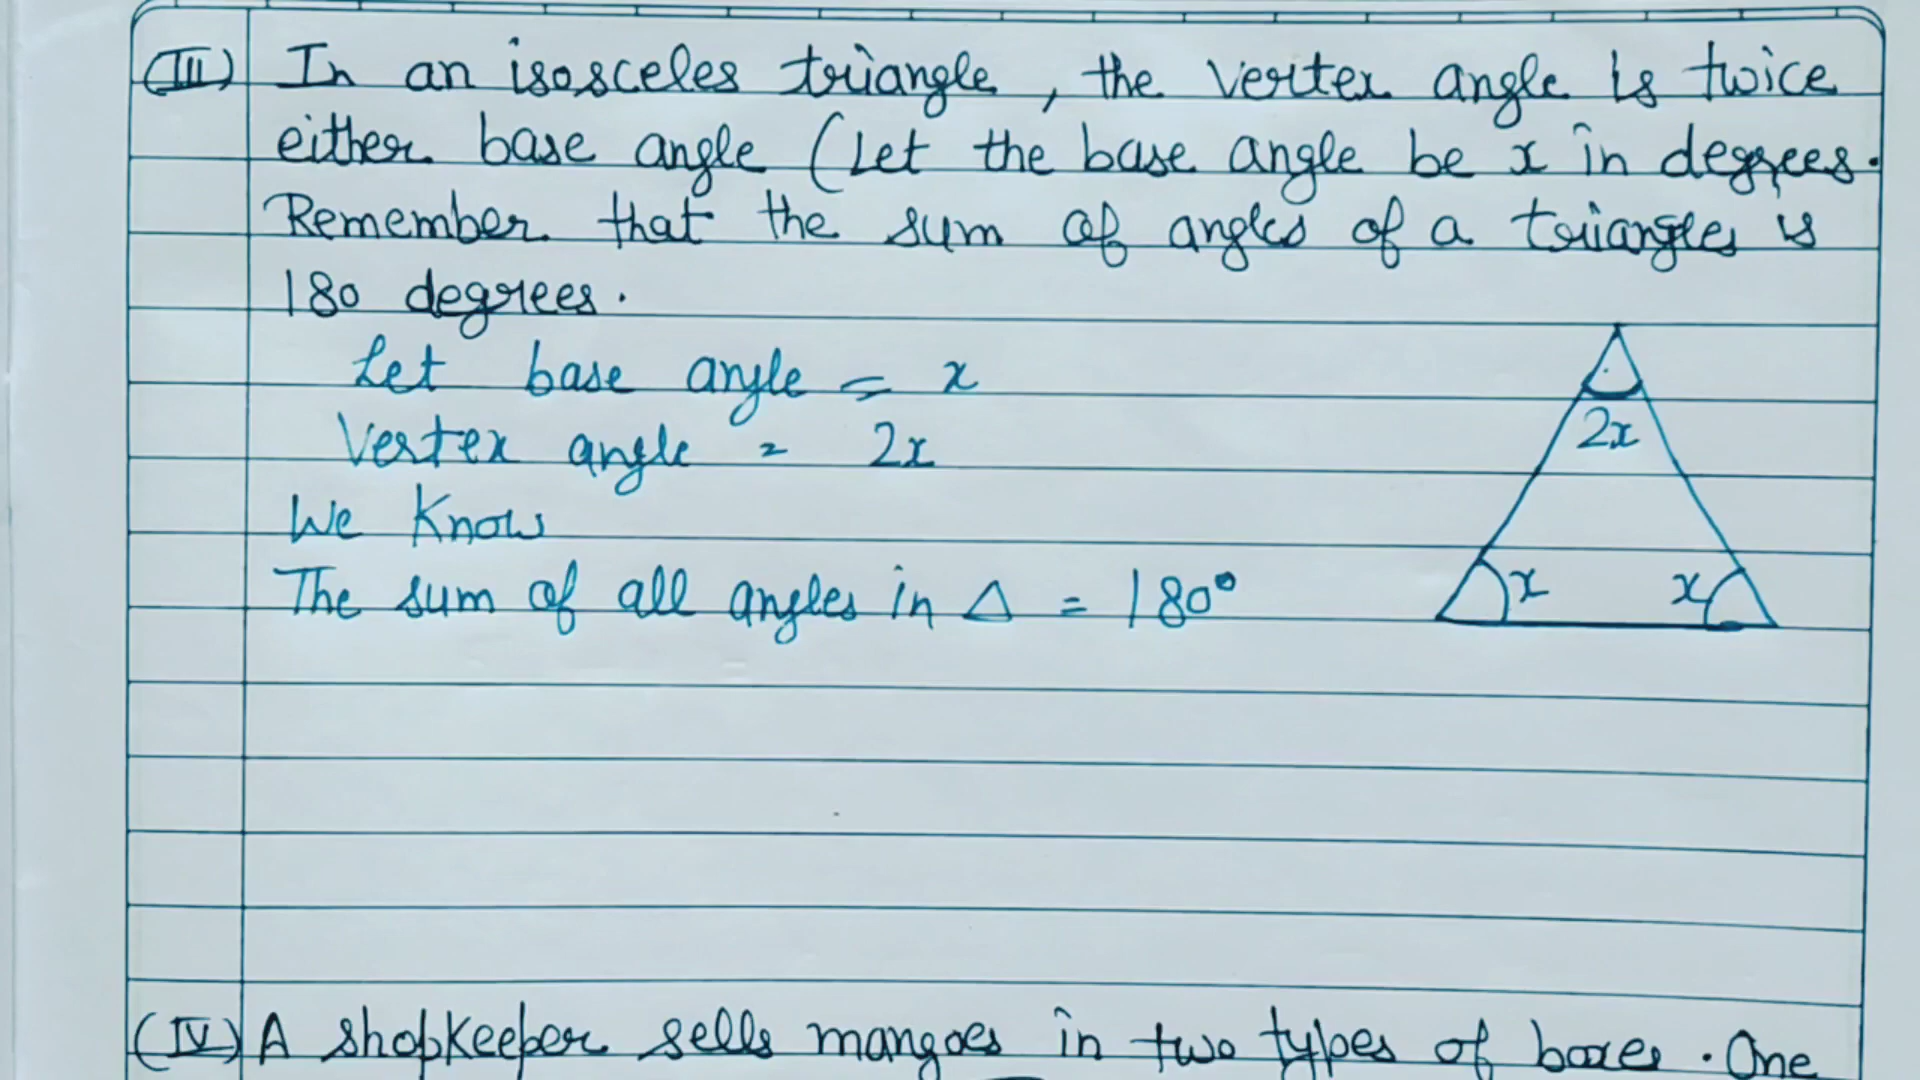 (III) In an isosceles triangle, the vertex angle is twice
either base angle (Let the base angle be x in degrees.
Remember that the sum of angles of a triangles is
180 degrees.
Let base angle = x
Vertex angle = 2x
We Know
The sum of all angles in Δ = 180°
2x
x x
(IV) A shopkeeper sells mangoes in two types of boxes. One